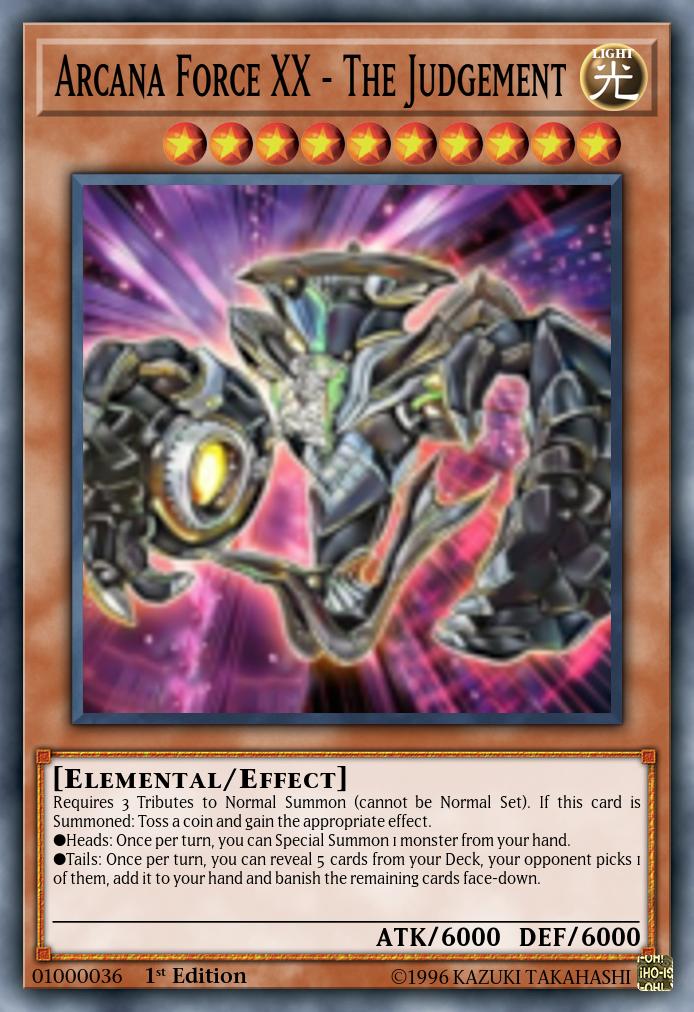 ARCANA FORCE XX - THE JUDGEMENT
LIGHT
光
[ELEMENTAL/EFFECT]
Requires 3 Tributes to Normal Summon (cannot be Normal Set). If this card is
Summoned: Toss a coin and gain the appropriate effect.
●Heads: Once per turn, you can Special Summon 1 monster from your hand.
●Tails: Once per turn, you can reveal 5 cards from your Deck, your opponent picks 1
of them, add it to your hand and banish the remaining cards face-down.
ATK/6000 DEF/6000
01000036 1st Edition ©1996 KAZUKI TAKAHASHI